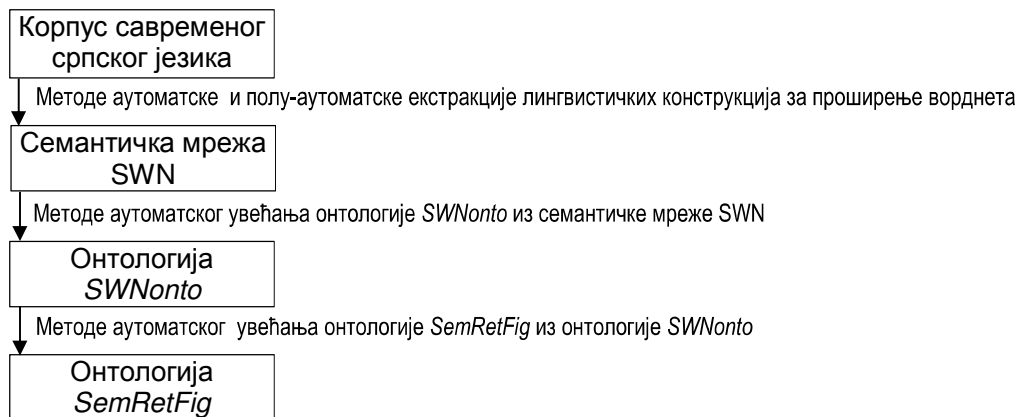 Корпус савременог
српског језика
Методе аутоматске и полу-аутоматске екстракције лингвистичких конструкција за проширење ворднета
Семантичка мрежа
SWN
Методе аутоматског увећања онтологије SWNonto из семантичке мреже SWN
Онтологија
SWNonto
Методе аутоматског увећања онтологије SemRetFig из онтологије SWNonto
Онтологија
SemRetFig